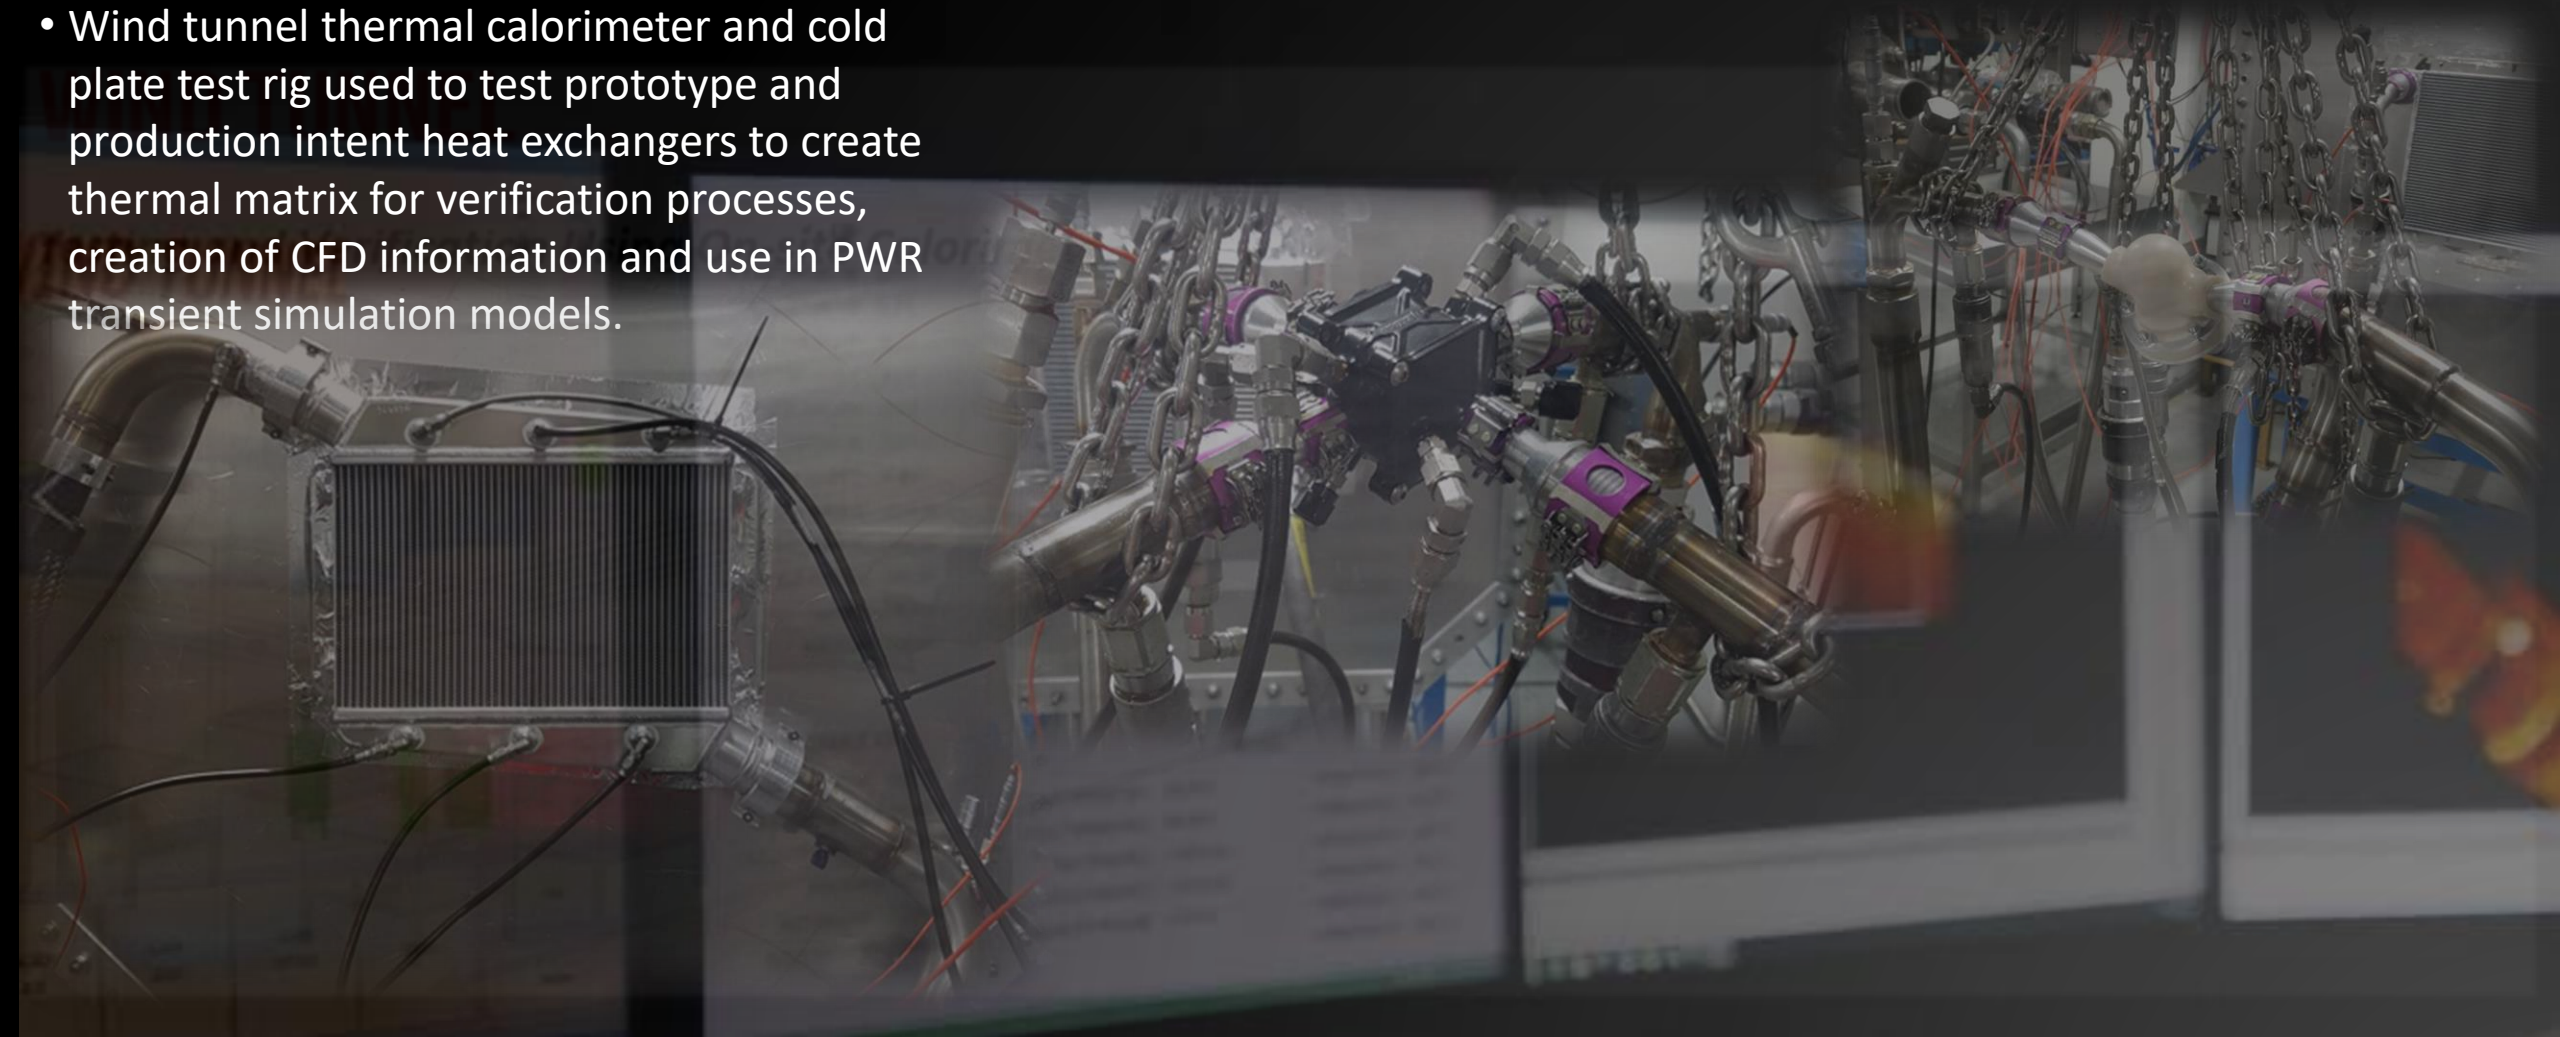 • Wind tunnel thermal calorimeter and cold
plate test rig used to test prototype and
production intent heat exchangers to create
thermal matrix for verification processes,
creation of CFD information and use in PWR
transient simulation models.